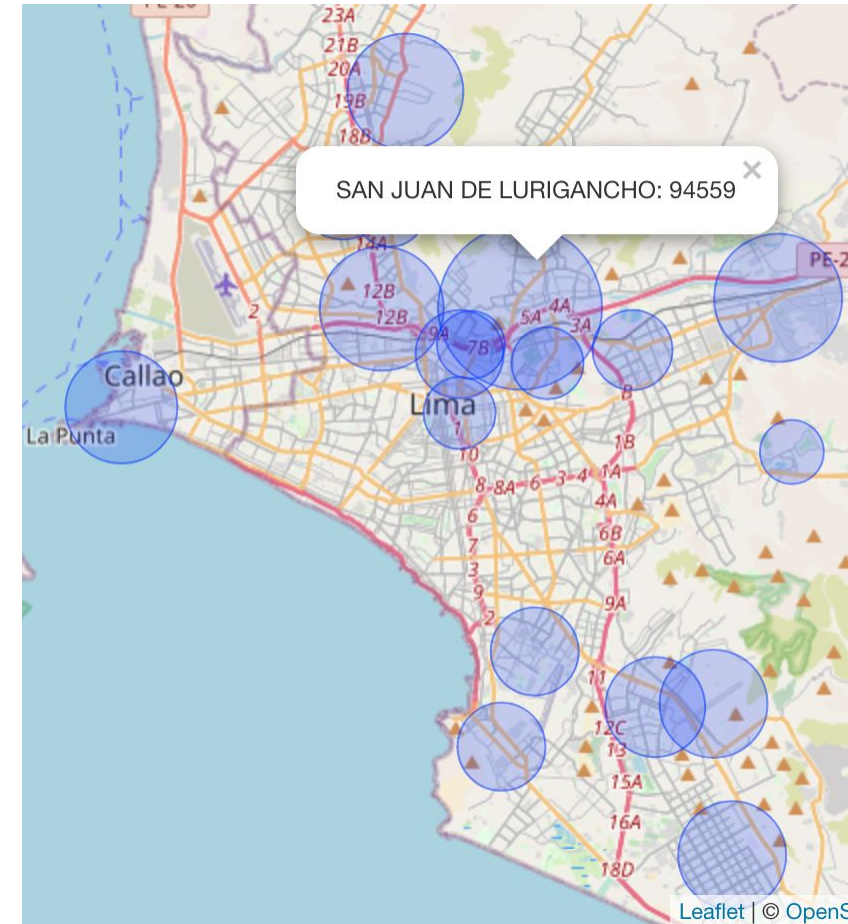 23A
21B
20A
19B
18B
×
SAN JUAN DE LURIGANCHO: 94559
14A
PE-2
12B
2
12B
4A
5A
3A
9A
7B
Callao
B
Lima
La Punta
1
1B
10
1A
8-8A 6 3-4
4A
6
6B
7
6A
3
9
9A
2
11
12C
13
15A
16A
18D
Leaflet | © OpenS